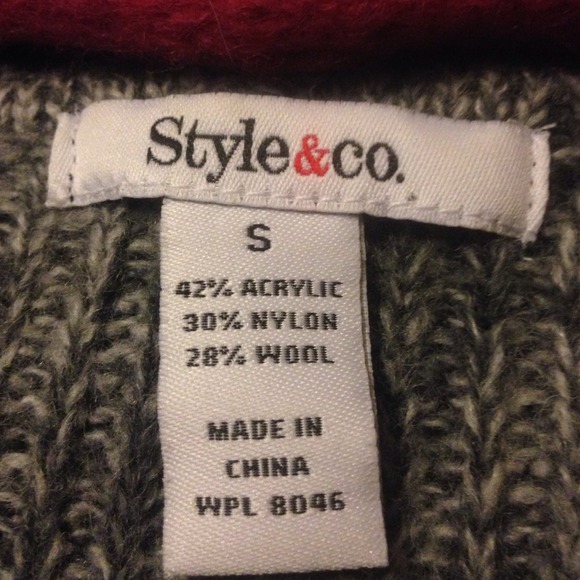 Style&co.
S
42% ACRYLIC
30% NYLON
28% WOOL
MADE IN
CHINA
WPL 8046